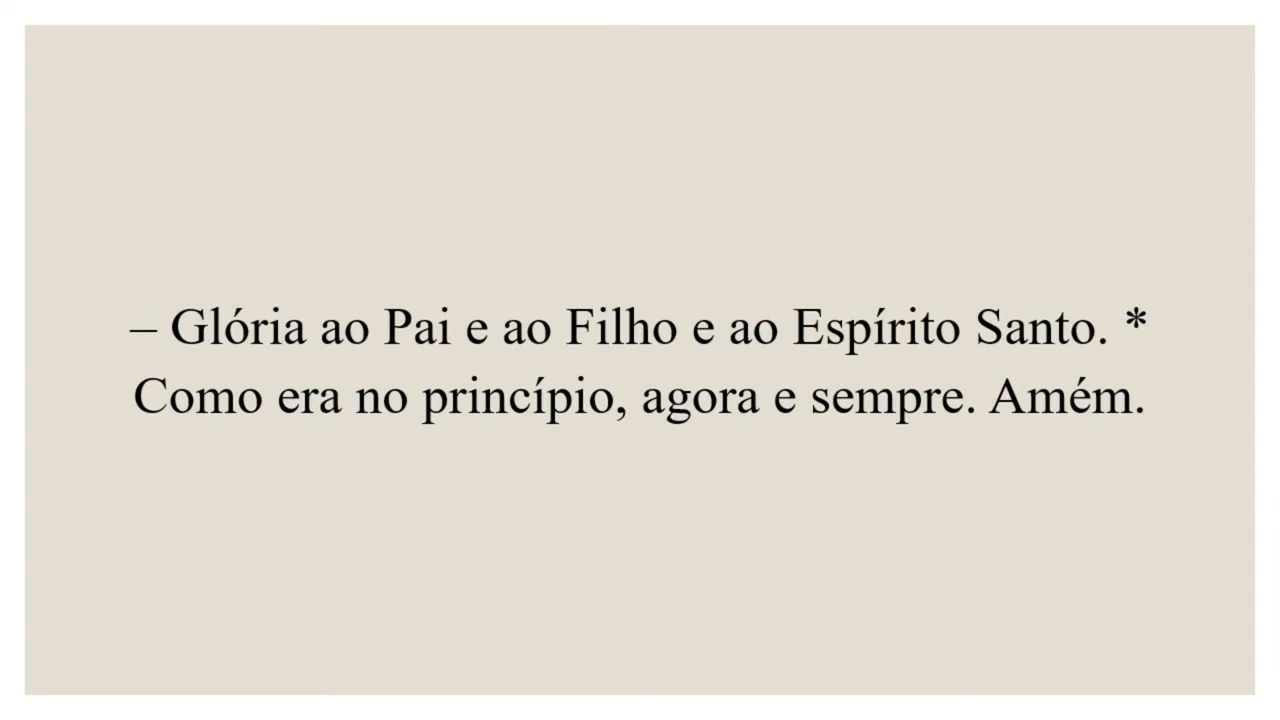 – Glória ao Pai e ao Filho e ao Espírito Santo. *
Como era no princípio, agora e sempre. Amém.